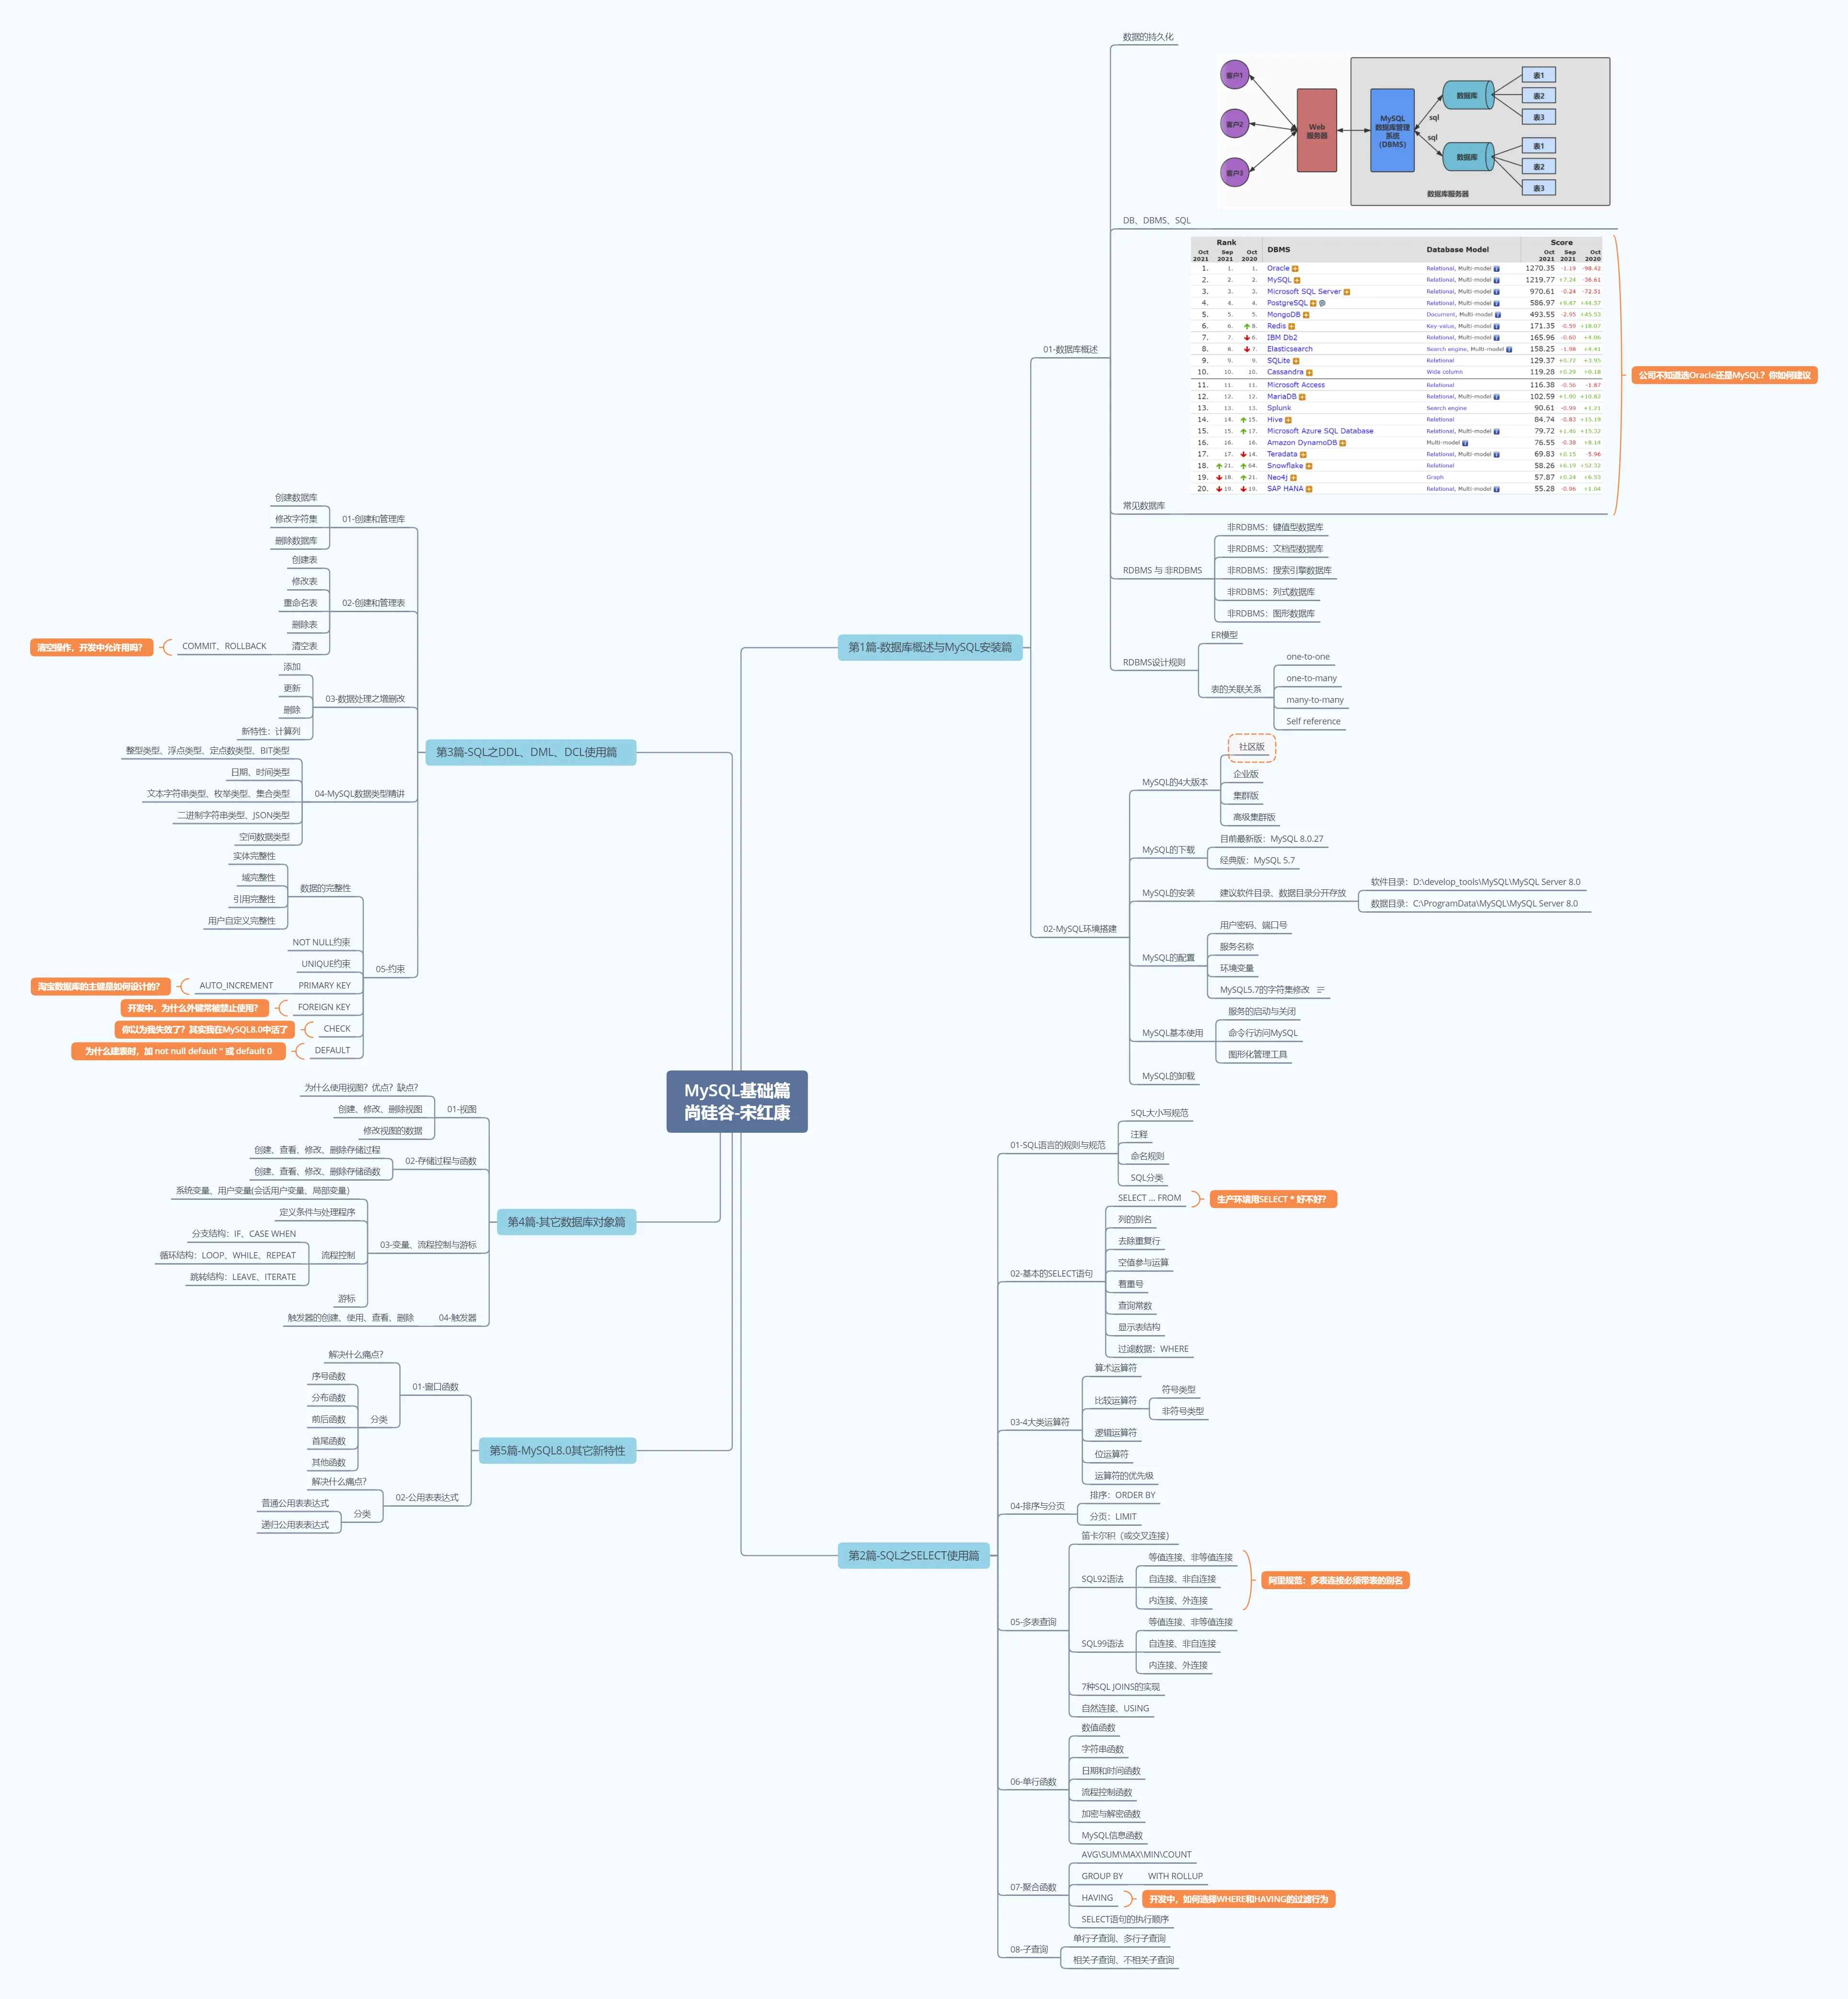 MySQL基础篇
尚硅谷-宋红康
第1篇-数据库概述与MySQL安装篇
01-数据库概述
数据的持久化
客户1
客户2
客户3
Web
服务器
MySQL
数据库管理
系统
(DBMS)
sql
sql
数据库
数据库
表1
表2
表3
表1
表2
表3
数据库服务器
DB、DBMS、SQL
Rank DBMS Database Model Score
Oct 2021 Sep 2021 Oct 2020 Oct 2021 Sep 2021 Oct 2020
1. 1. 1. Oracle Relational, Multi-model 1270.35 -1.19 -98.42
2. 2. 2. MySQL Relational, Multi-model 1219.77 +7.24 -36.61
3. 3. 3. Microsoft SQL Server Relational, Multi-model 970.61 -0.24 -72.51
4. 4. 4. PostgreSQL Relational, Multi-model 586.97 +9.47 +44.57
5. 5. 5. MongoDB Document, Multi-model 493.55 -2.95 +45.53
6. 6. 8. Redis Key-value, Multi-model 171.35 -0.59 +18.07
7. 7. 6. IBM Db2 Relational, Multi-model 165.96 -0.60 +4.06
8. 8. 7. Elasticsearch Search engine, Multi-model 158.25 -1.98 +4.41
9. 9. 9. SQLite Relational 129.37 +0.72 +3.95
10. 10. 10. Cassandra Wide column 119.28 +0.29 +0.18
11. 11. 11. Microsoft Access Relational 116.38 -0.56 -1.87
12. 12. 12. MariaDB Relational, Multi-model 102.59 +1.90 +10.82
13. 13. 13. Splunk Search engine 90.61 -0.99 +1.21
14. 14. 15. Hive Relational 84.74 -0.83 +15.19
15. 15. 17. Microsoft Azure SQL Database Relational, Multi-model 79.72 +1.46 +15.32
16. 16. 16. Amazon DynamoDB Multi-model 76.55 -0.38 +8.14
17. 17. 14. Teradata Relational, Multi-model 69.83 +0.15 -5.96
18. 21. 64. Snowflake Relational 58.26 +6.19 +52.32
19. 18. 21. Neo4j Graph 57.87 +0.24 +6.53
20. 19. 19. SAP HANA Relational, Multi-model 55.28 -0.96 +1.04
常见数据库
公司不知道选Oracle还是MySQL？你如何建议
RDBMS 与 非RDBMS
非RDBMS：键值型数据库
非RDBMS：文档型数据库
非RDBMS：搜索引擎数据库
非RDBMS：列式数据库
非RDBMS：图形数据库
RDBMS设计规则
ER模型
表的关联关系
one-to-one
one-to-many
many-to-many
Self reference
02-MySQL环境搭建
MySQL的4大版本
社区版
企业版
集群版
高级集群版
MySQL的下载
目前最新版：MySQL 8.0.27
经典版：MySQL 5.7
MySQL的安装
建议软件目录、数据目录分开存放
软件目录：D:\develop_tools\MySQL\MySQL Server 8.0
数据目录：C:\ProgramData\MySQL\MySQL Server 8.0
MySQL的配置
用户密码、端口号
服务名称
环境变量
MySQL5.7的字符集修改
MySQL基本使用
服务的启动与关闭
命令行访问MySQL
图形化管理工具
MySQL的卸载
第2篇-SQL之SELECT使用篇
01-SQL语言的规则与规范
SQL大小写规范
注释
命名规则
SQL分类
02-基本的SELECT语句
SELECT ... FROM
生产环境用SELECT * 好不好？
列的别名
去除重复行
空值参与运算
着重号
查询常数
显示表结构
过滤数据：WHERE
03-4大类运算符
算术运算符
比较运算符
符号类型
非符号类型
逻辑运算符
位运算符
运算符的优先级
04-排序与分页
排序：ORDER BY
分页：LIMIT
05-多表查询
笛卡尔积（或交叉连接）
SQL92语法
等值连接、非等值连接
自连接、非自连接
内连接、外连接
阿里规范：多表连接必须带表的别名
SQL99语法
等值连接、非等值连接
自连接、非自连接
内连接、外连接
7种SQL JOINS的实现
自然连接、USING
06-单行函数
数值函数
字符串函数
日期和时间函数
流程控制函数
加密与解密函数
MySQL信息函数
07-聚合函数
AVG\SUM\MAX\MIN\COUNT
GROUP BY
WITH ROLLUP
HAVING
开发中，如何选择WHERE和HAVING的过滤行为
SELECT语句的执行顺序
08-子查询
单行子查询、多行子查询
相关子查询、不相关子查询
第3篇-SQL之DDL、DML、DCL使用篇
01-创建和管理库
创建数据库
修改字符集
删除数据库
02-创建和管理表
创建表
修改表
重命名表
删除表
清空表
COMMIT、ROLLBACK
清空操作，开发中允许用吗？
03-数据处理之增删改
添加
更新
删除
新特性：计算列
04-MySQL数据类型精讲
整型类型、浮点类型、定点数类型、BIT类型
日期、时间类型
文本字符串类型、枚举类型、集合类型
二进制字符串类型、JSON类型
空间数据类型
05-约束
数据的完整性
实体完整性
域完整性
引用完整性
用户自定义完整性
NOT NULL约束
UNIQUE约束
PRIMARY KEY
AUTO_INCREMENT
淘宝数据库的主键是如何设计的？
FOREIGN KEY
开发中，为什么外键常被禁止使用？
CHECK
你以为我失效了？其实我在MySQL8.0中活了
DEFAULT
为什么建表时，加 not null default '' 或 default 0
第4篇-其它数据库对象篇
01-视图
为什么使用视图？优点？缺点？
创建、修改、删除视图
修改视图的数据
02-存储过程与函数
创建、查看、修改、删除存储过程
创建、查看、修改、删除存储函数
03-变量、流程控制与游标
系统变量、用户变量(会话用户变量、局部变量)
定义条件与处理程序
流程控制
分支结构：IF、CASE WHEN
循环结构：LOOP、WHILE、REPEAT
跳转结构：LEAVE、ITERATE
游标
04-触发器
触发器的创建、使用、查看、删除
第5篇-MySQL8.0其它新特性
01-窗口函数
解决什么痛点？
分类
序号函数
分布函数
前后函数
首尾函数
其他函数
02-公用表表达式
解决什么痛点？
分类
普通公用表表达式
递归公用表表达式